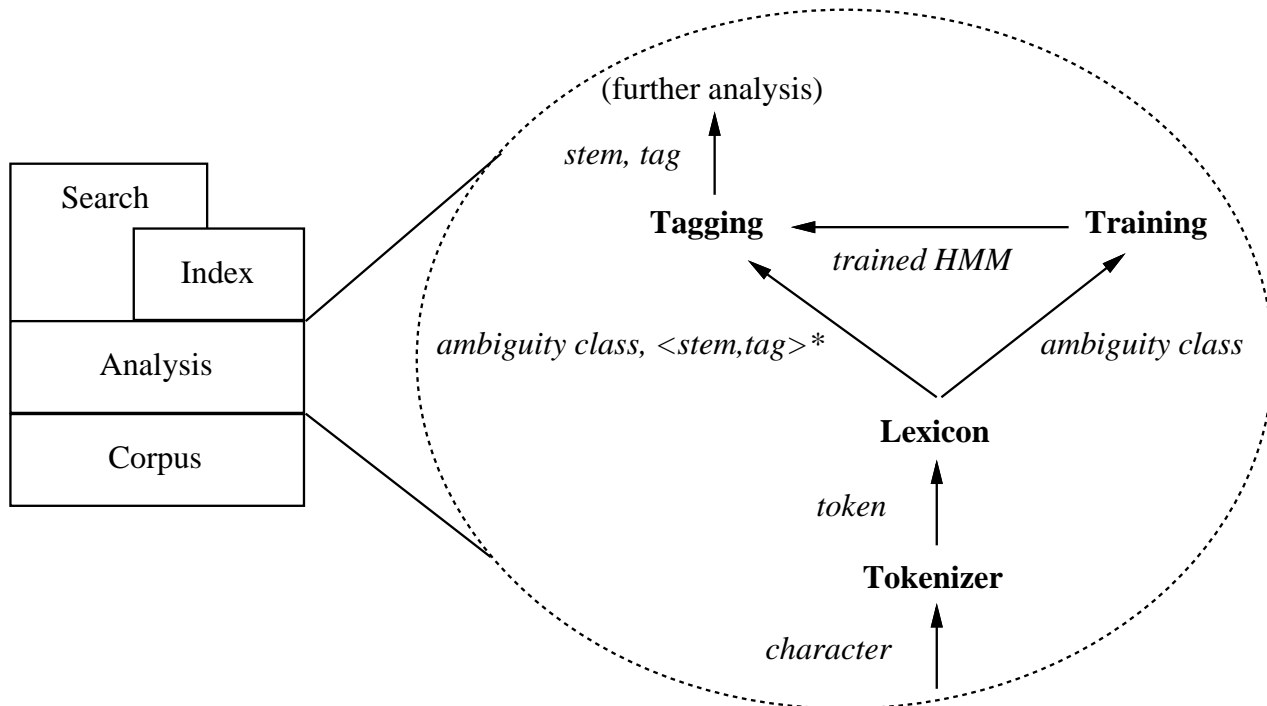 Search
Index
Analysis
Corpus
(further analysis)
stem, tag
Tagging
Training
trained HMM
ambiguity class, <stem,tag>*
ambiguity class
Lexicon
token
Tokenizer
character